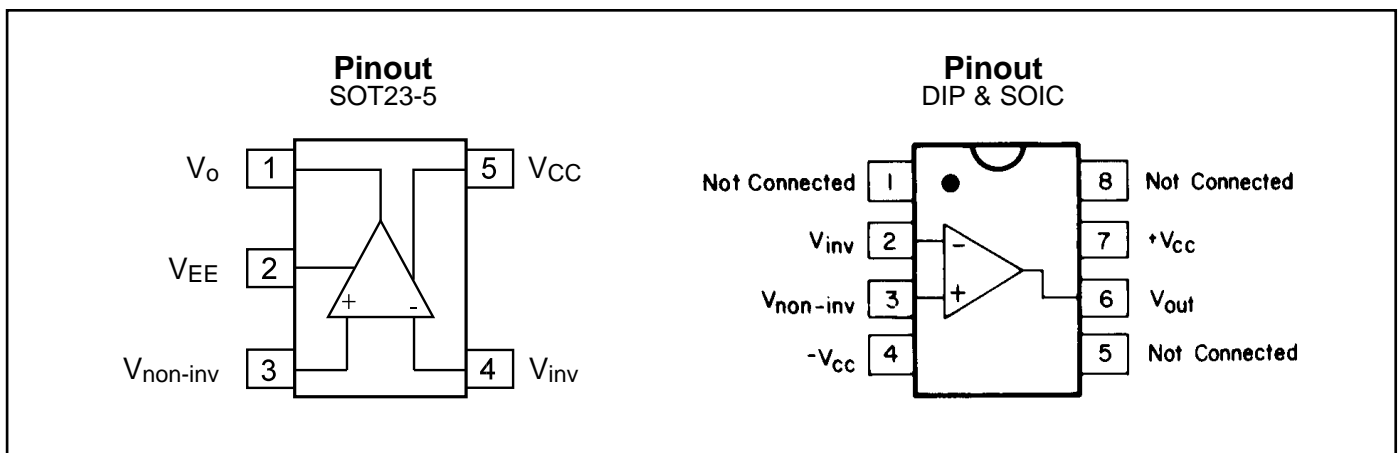 Pinout
SOT23-5
Vo 1
5 VCC
VEE 2
+ -
Vnon-inv 3
4 Vinv
Pinout
DIP & SOIC
Not Connected 1
8 Not Connected
Vinv 2
-
7 +Vcc
Vnon-inv 3
+
6 Vout
-Vcc 4
5 Not Connected